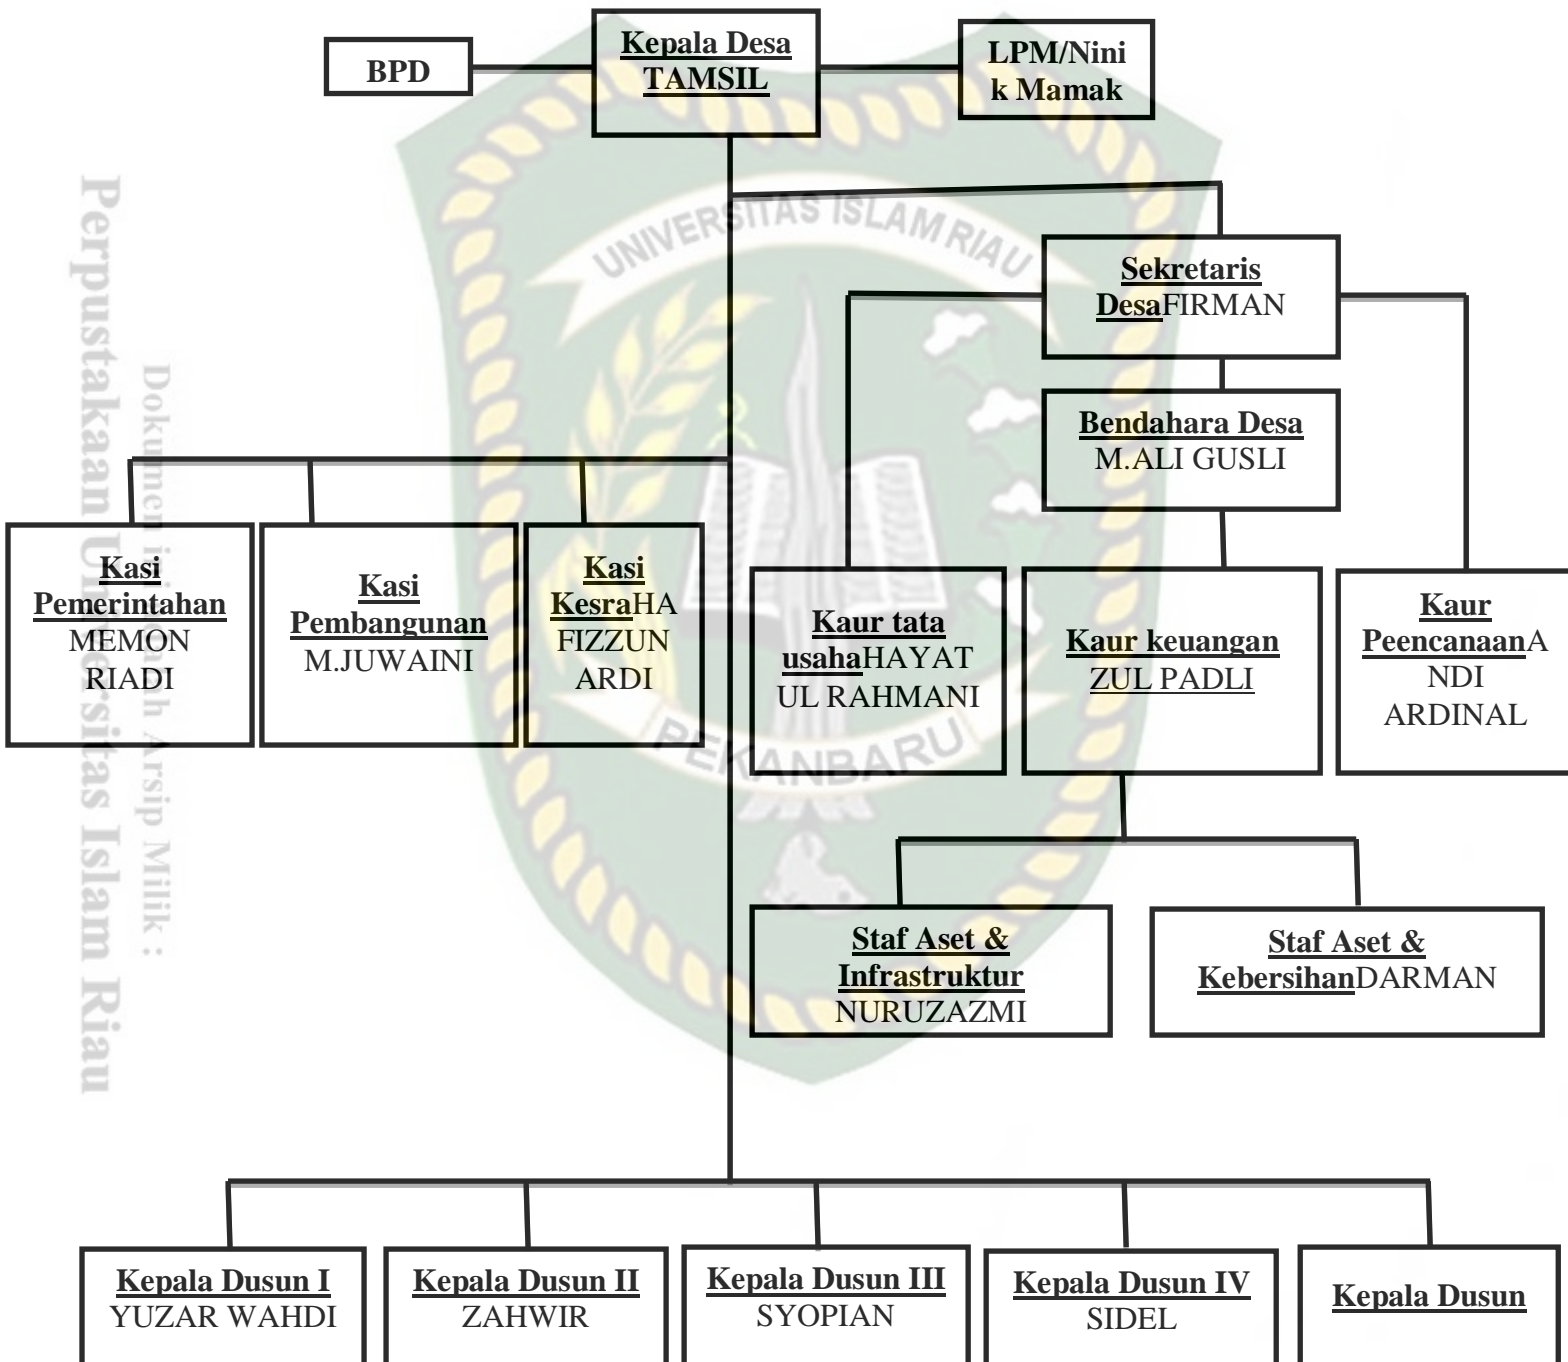 BPD
Kepala Desa
TAMSIL
LPM/Nini
k Mamak
Sekretaris
DesaFIRMAN
Bendahara Desa
M.ALI GUSLI
Kasi
Pemerintahan
MEMON
RIADI
Kasi
Pembangunan
M.JUWAINI
Kasi
KesraHA
FIZZUN
ARDI
Kaur tata
usahaHAYAT
UL RAHMANI
Kaur keuangan
ZUL PADLI
Kaur
PeencanaanA
NDI
ARDINAL
Staf Aset &
Infrastruktur
NURUZAZMI
Staf Aset &
KebersihanDARMAN
Kepala Dusun I
YUZAR WAHDI
Kepala Dusun II
ZAHWIR
Kepala Dusun III
SYOPIAN
Kepala Dusun IV
SIDEL
Kepala Dusun
UNIVERSITAS ISLAM RIAU
PEKANBARU
Dokumen ini Arsip Milik :
Perpustakaan Universitas Islam Riau